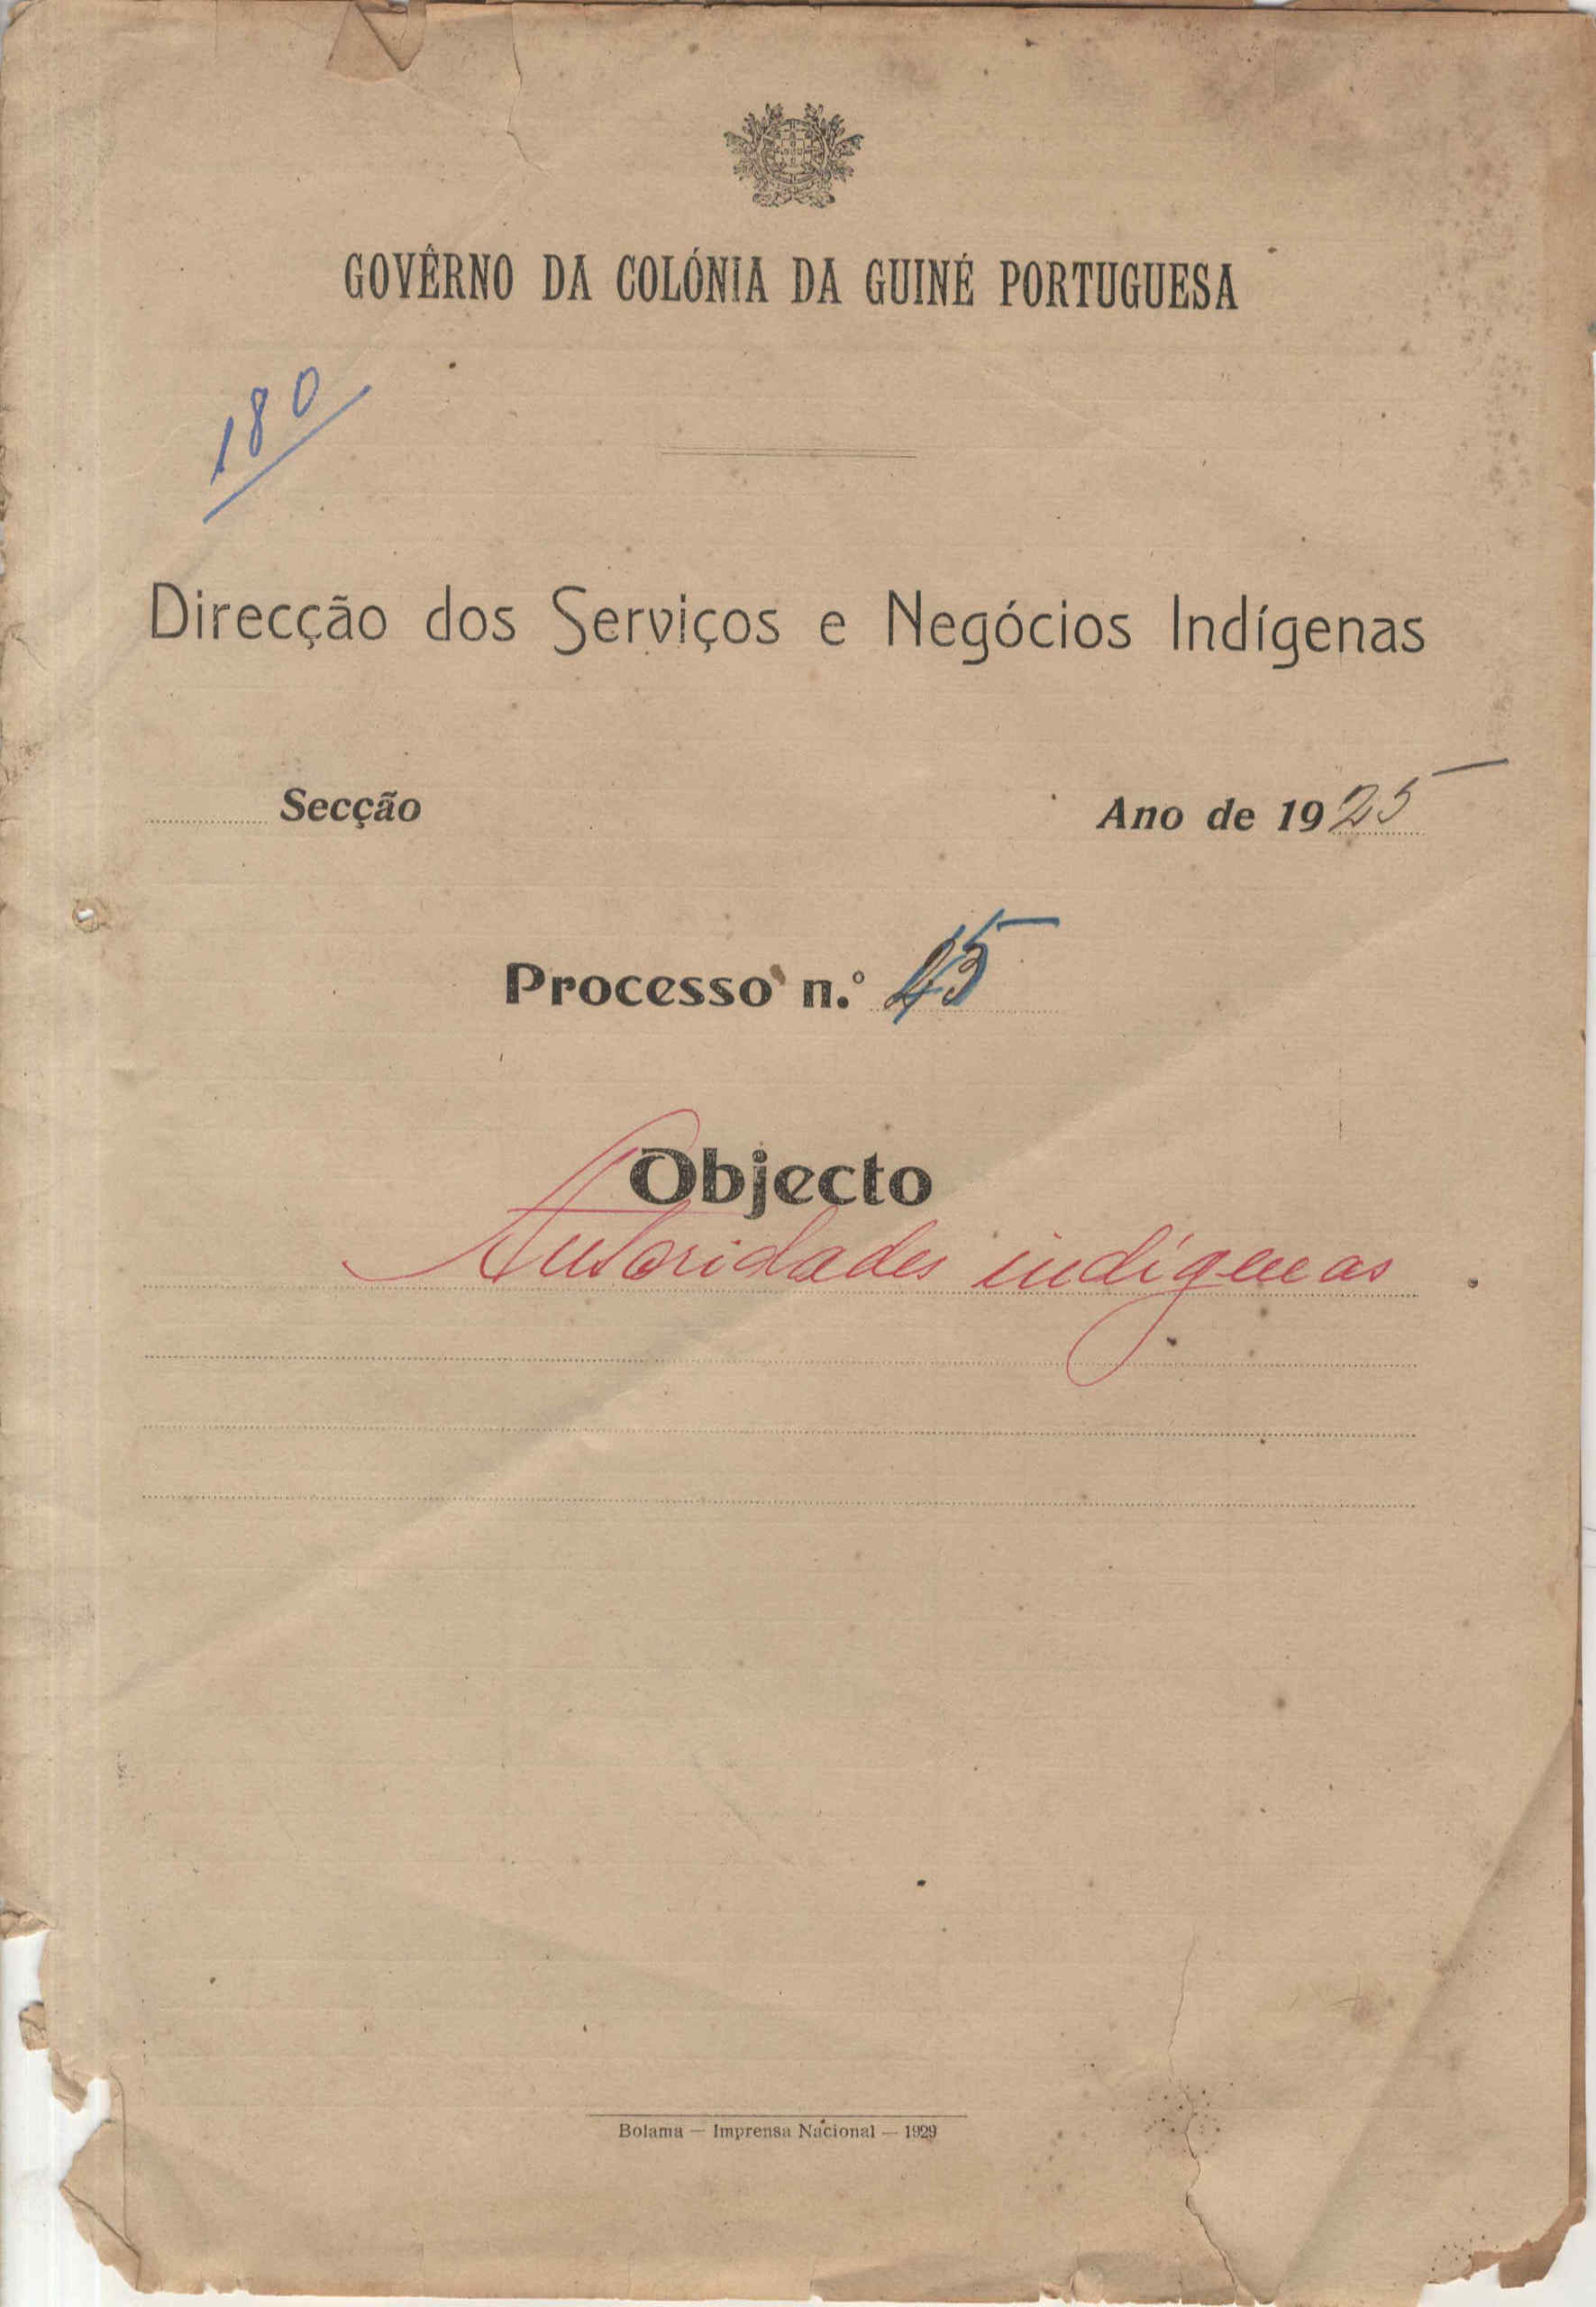 GOVÊRNO DA COLÓNIA DA GUINÉ PORTUGUESA
180
Direcção dos Serviços e Negócios Indígenas
Secção
Ano de 1925
Processo n.º 45
Objecto
Autoridades indígenas
Bolama — Imprensa Nacional — 1929